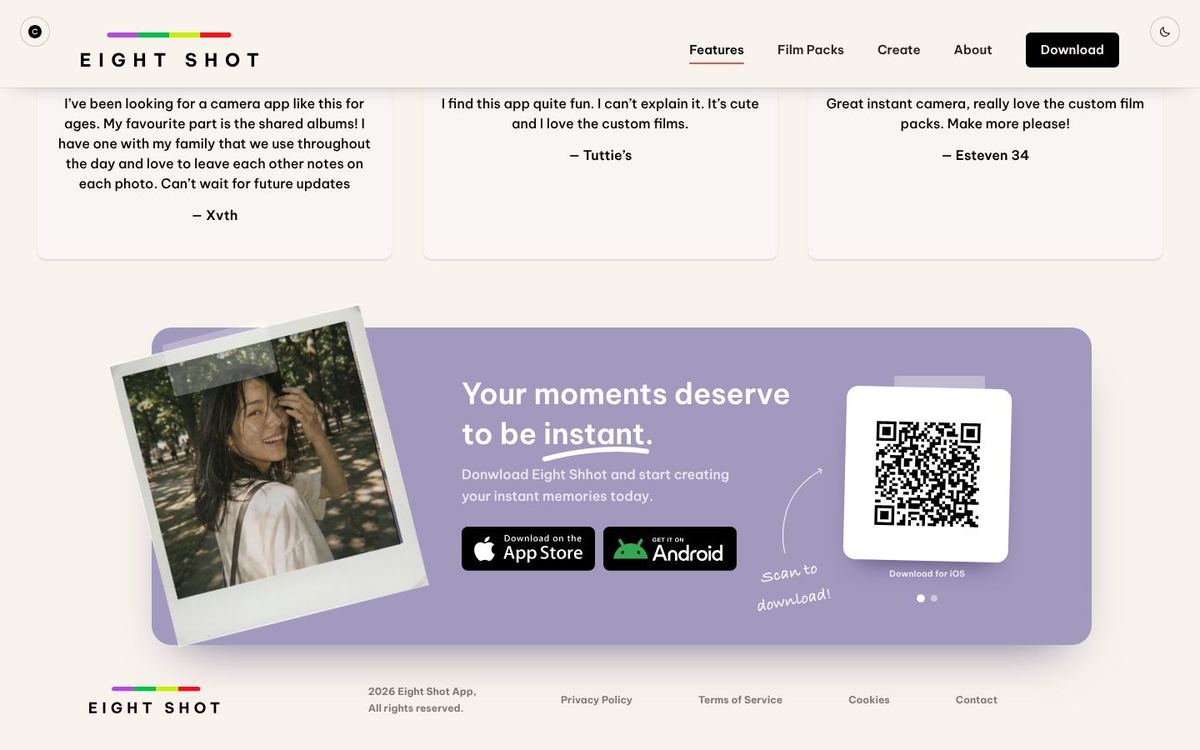 C
EIGHT SHOT
Features
Film Packs
Create
About
Download
I've been looking for a camera app like this for
ages. My favourite part is the shared albums! I
have one with my family that we use throughout
the day and love to leave each other notes on
each photo. Can't wait for future updates
— Xvth
I find this app quite fun. I can't explain it. It's cute
and I love the custom films.
— Tuttie's
Great instant camera, really love the custom film
packs. Make more please!
— Esteven 34
Your moments deserve
to be instant.
Donwload Eight Shhot and start creating
your instant memories today.
Download on the
App Store
GET IT ON
Android
Scan to
download!
Download for iOS
EIGHT SHOT
2026 Eight Shot App,
All rights reserved.
Privacy Policy
Terms of Service
Cookies
Contact